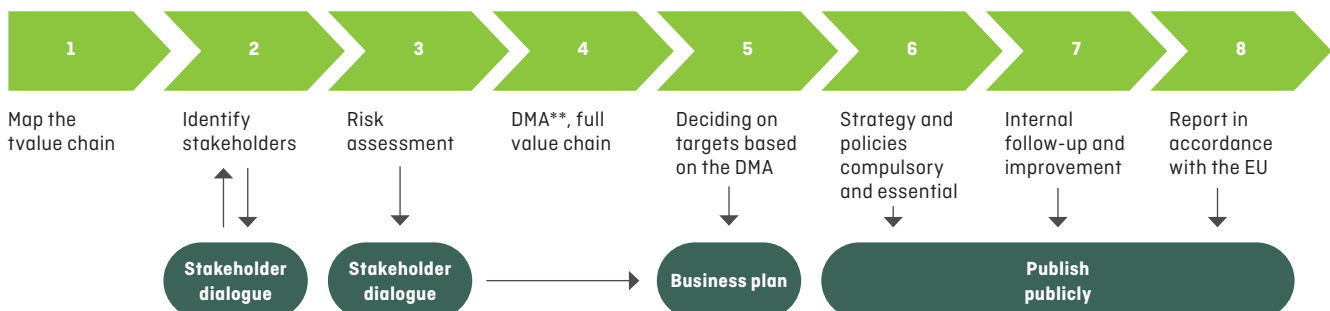 1
2
3
4
5
6
7
8
Map the
tvalue chain
Identify
stakeholders
Risk
assessment
DMA**, full
value chain
Deciding on
targets based
on the DMA
Strategy and
policies
compulsory
and essential
Internal
follow-up and
improvement
Report in
accordance
with the EU
Stakeholder
dialogue
Stakeholder
dialogue
Business plan
Publish
publicly